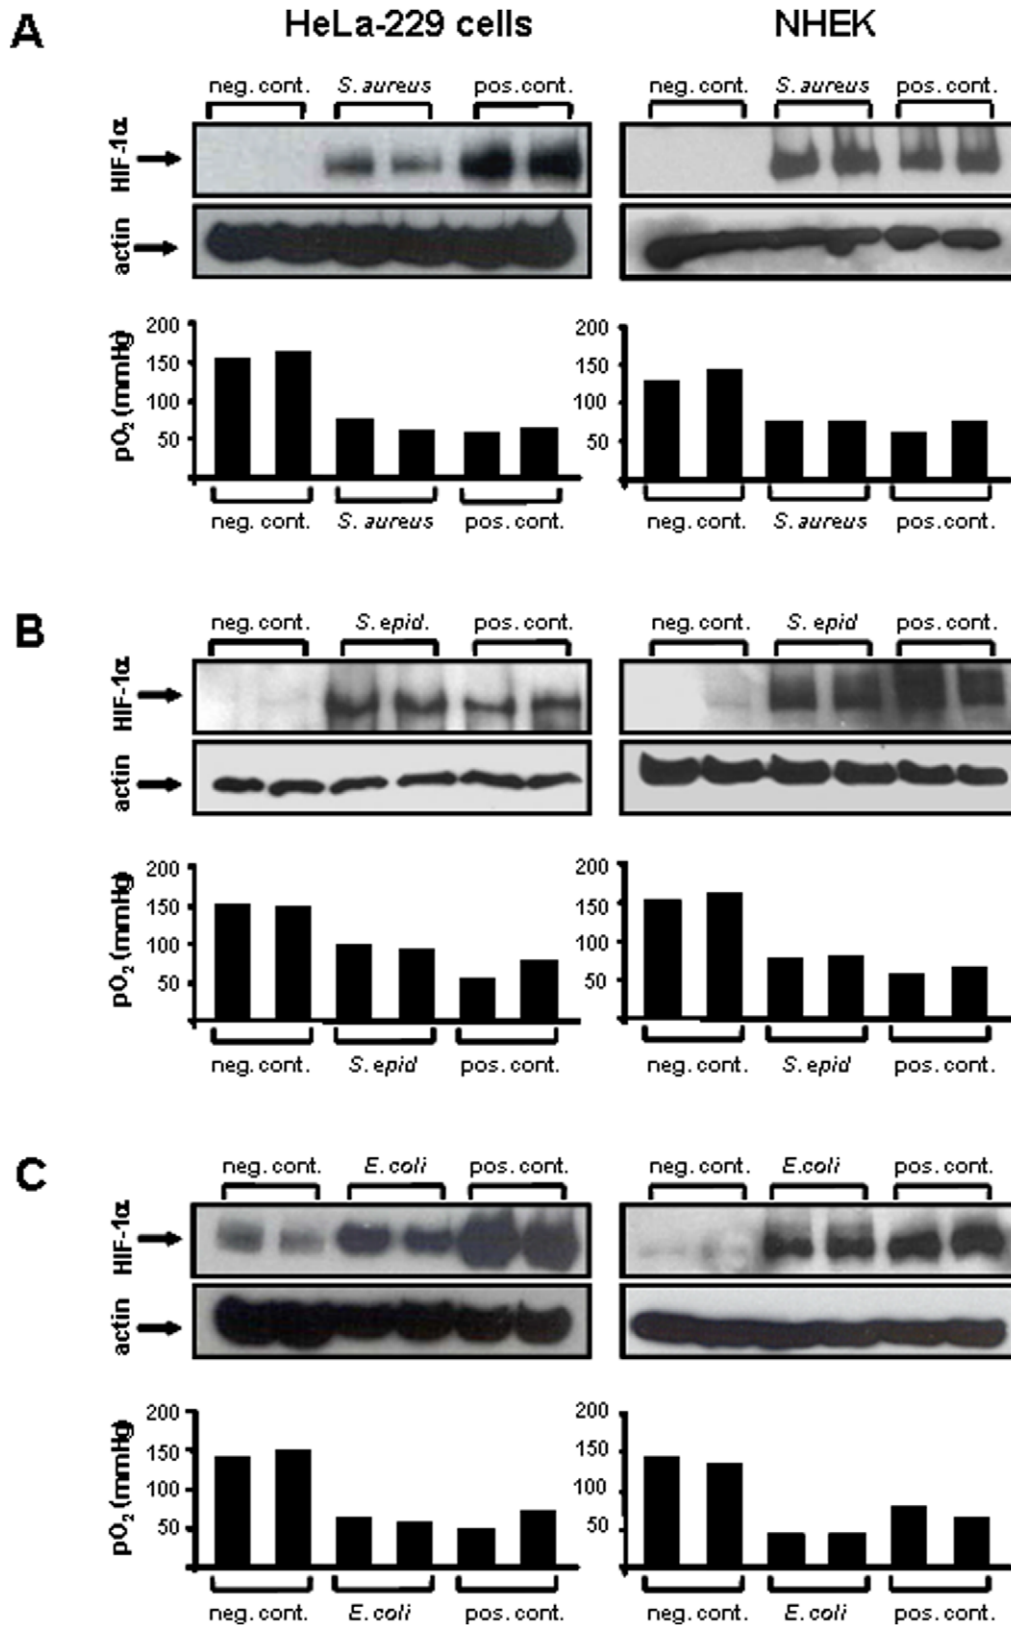 A
HeLa-229 cells NHEK
neg. cont. S. aureus pos. cont. neg. cont. S. aureus pos. cont.
HIF-1α
actin
pO2 (mmHg)
200 200
150 150
100 100
50 50
neg. cont. S. aureus pos. cont. neg. cont. S. aureus pos. cont.
B
neg. cont. S. epid. pos. cont. neg. cont. S. epid pos. cont.
HIF-1α
actin
pO2 (mmHg)
200 200
150 150
100 100
50 50
neg. cont. S. epid pos. cont. neg. cont. S. epid pos. cont.
C
neg. cont. E. coli pos. cont. neg. cont. E.coli pos. cont.
HIF-1α
actin
pO2 (mmHg)
200 200
150 150
100 100
50 50
neg. cont. E. coli pos. cont. neg. cont. E. coli pos. cont.